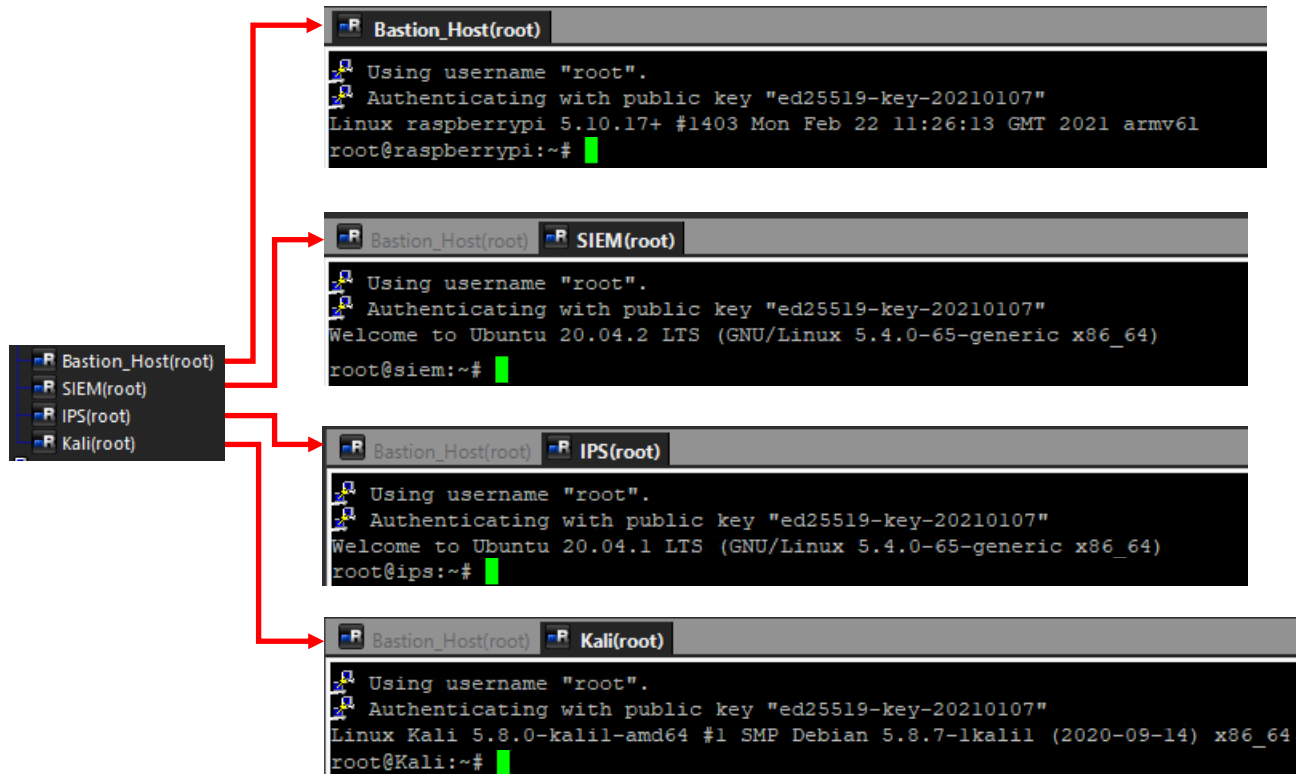 Bastion_Host(root)
Using username "root".
Authenticating with public key "ed25519-key-20210107"
Linux raspberrypi 5.10.17+ #1403 Mon Feb 22 11:26:13 GMT 2021 armv6l
root@raspberrypi:~#
Bastion_Host(root) SIEM(root)
Using username "root".
Authenticating with public key "ed25519-key-20210107"
Welcome to Ubuntu 20.04.2 LTS (GNU/Linux 5.4.0-65-generic x86_64)
root@siem:~#
Bastion_Host(root)
SIEM(root)
IPS(root)
Kali(root)
Bastion_Host(root) IPS(root)
Using username "root".
Authenticating with public key "ed25519-key-20210107"
Welcome to Ubuntu 20.04.1 LTS (GNU/Linux 5.4.0-65-generic x86_64)
root@ips:~#
Bastion_Host(root) Kali(root)
Using username "root".
Authenticating with public key "ed25519-key-20210107"
Linux Kali 5.8.0-kali1-amd64 #1 SMP Debian 5.8.7-1kali1 (2020-09-14) x86_64
root@Kali:~#